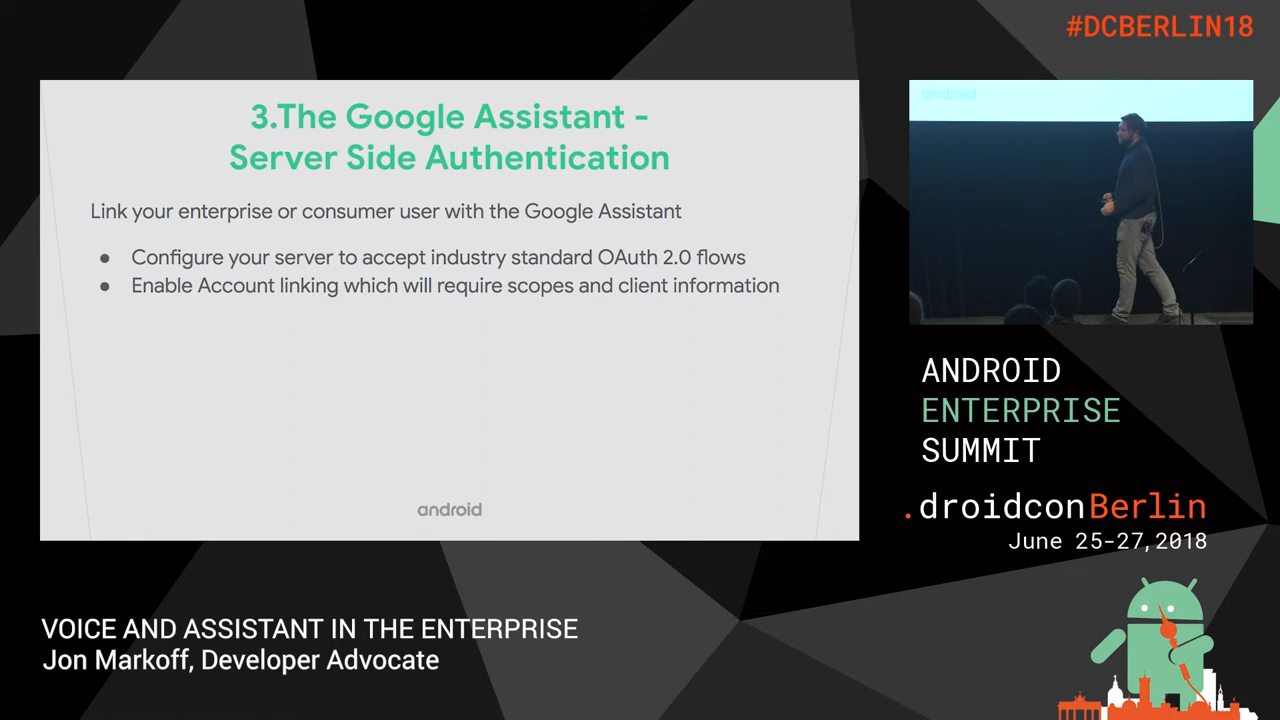 #DCBERLIN18
3.The Google Assistant -
Server Side Authentication
Link your enterprise or consumer user with the Google Assistant
● Configure your server to accept industry standard OAuth 2.0 flows
● Enable Account linking which will require scopes and client information
android
android
ANDROID
ENTERPRISE
SUMMIT
.droidconBerlin
June 25-27,2018
VOICE AND ASSISTANT IN THE ENTERPRISE
Jon Markoff, Developer Advocate